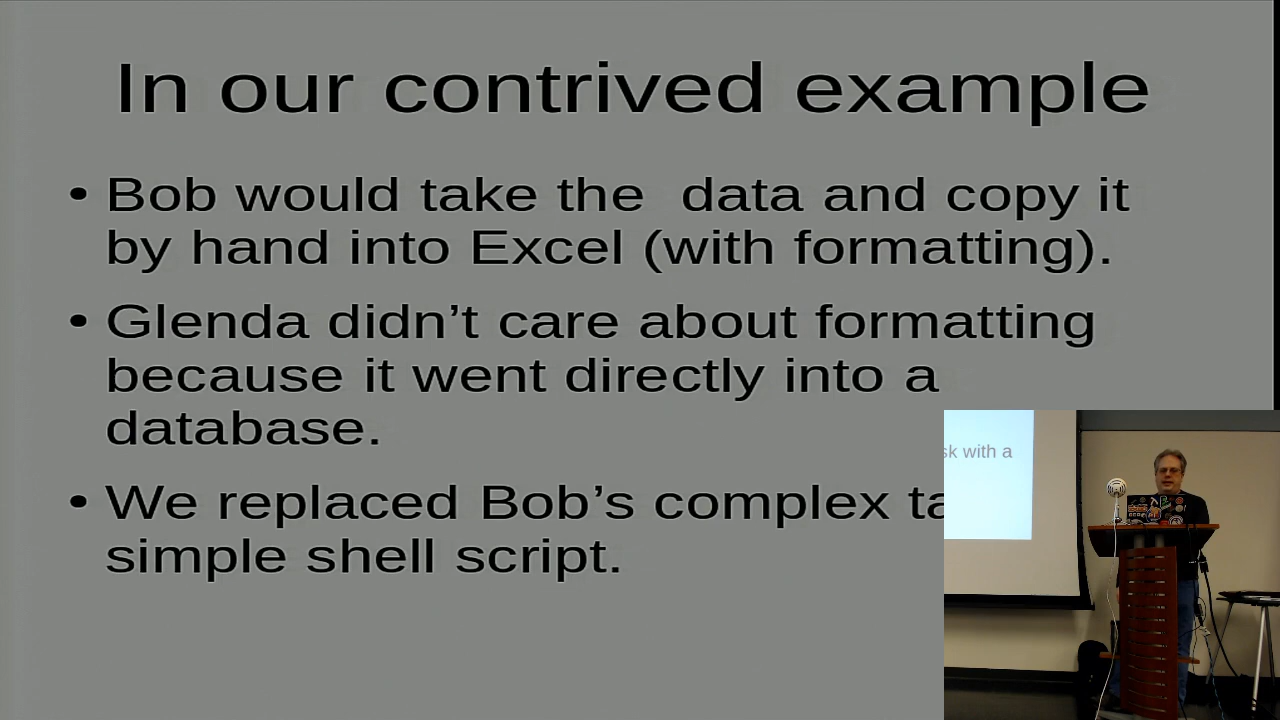 In our contrived example
• Bob would take the  data and copy it
by hand into Excel (with formatting).
• Glenda didn’t care about formatting
because it went directly into a
database.
• We replaced Bob’s complex ta
simple shell script.
sk with a